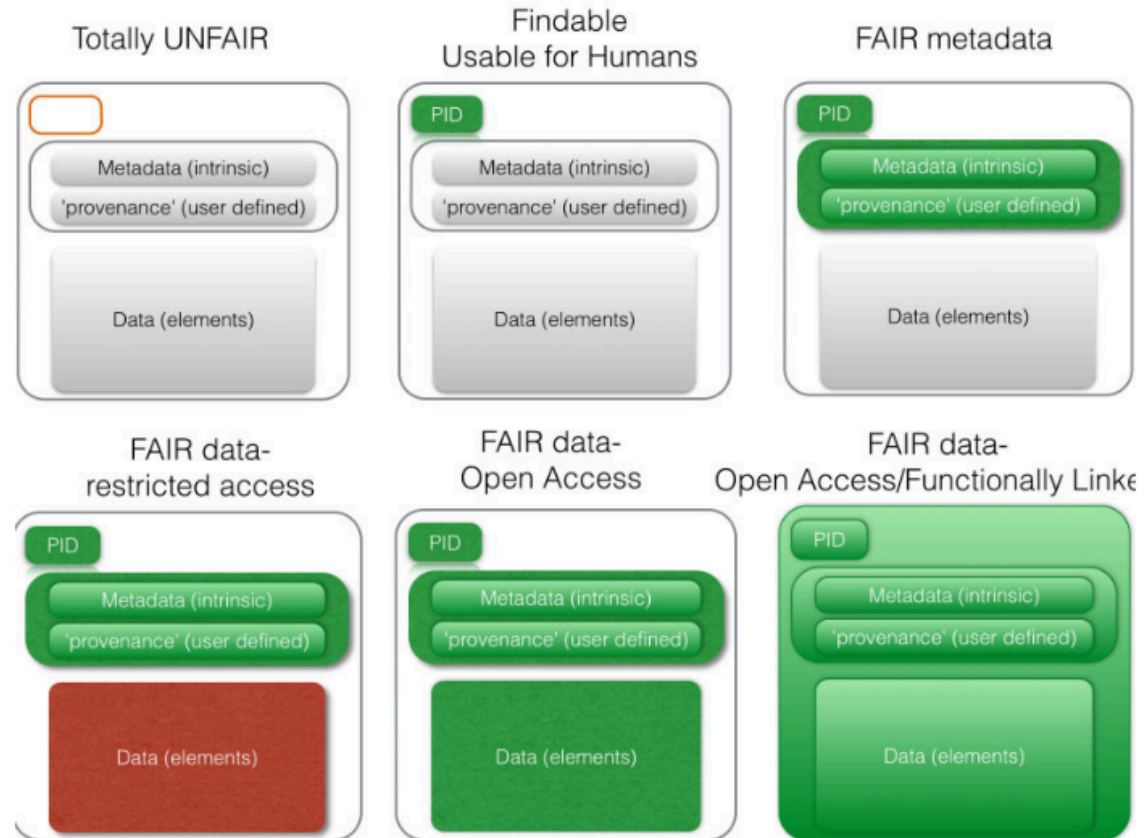 Totally UNFAIR
Metadata (intrinsic)
'provenance' (user defined)
Data (elements)
Findable
Usable for Humans
PID
Metadata (intrinsic)
'provenance' (user defined)
Data (elements)
FAIR metadata
PID
Metadata (intrinsic)
'provenance' (user defined)
Data (elements)
FAIR data-
restricted access
PID
Metadata (intrinsic)
'provenance' (user defined)
Data (elements)
FAIR data-
Open Access
PID
Metadata (intrinsic)
'provenance' (user defined)
Data (elements)
FAIR data-
Open Access/Functionally Linke
PID
Metadata (intrinsic)
'provenance' (user defined)
Data (elements)